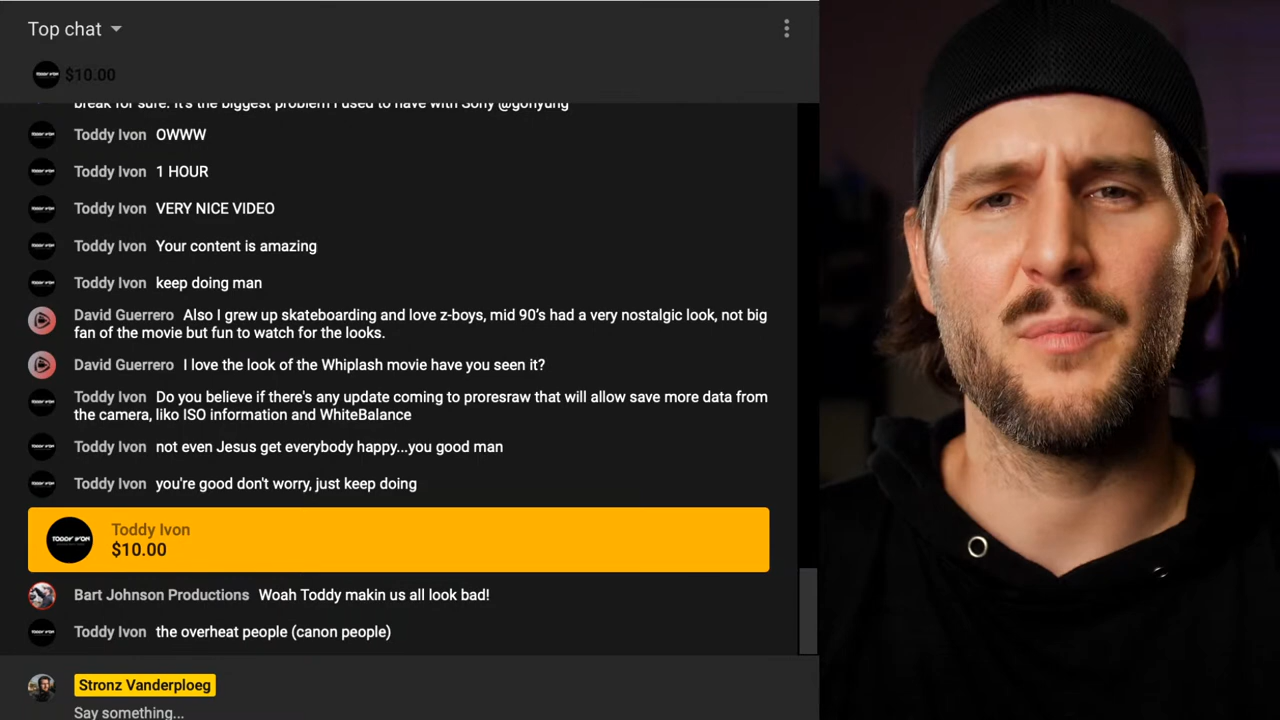 Top chat
$10.00
break for sure. It's the biggest problem I used to have with Sony @gohyung
Toddy Ivon OWWW
Toddy Ivon 1 HOUR
Toddy Ivon VERY NICE VIDEO
Toddy Ivon Your content is amazing
Toddy Ivon keep doing man
David Guerrero Also I grew up skateboarding and love z-boys, mid 90's had a very nostalgic look, not big
fan of the movie but fun to watch for the looks.
David Guerrero I love the look of the Whiplash movie have you seen it?
Toddy Ivon Do you believe if there's any update coming to proresraw that will allow save more data from
the camera, liko ISO information and WhiteBalance
Toddy Ivon not even Jesus get everybody happy...you good man
Toddy Ivon you're good don't worry, just keep doing
TODDY IVON
Toddy Ivon
$10.00
Bart Johnson Productions Woah Toddy makin us all look bad!
Toddy Ivon the overheat people (canon people)
Stronz Vanderploeg
Say something...